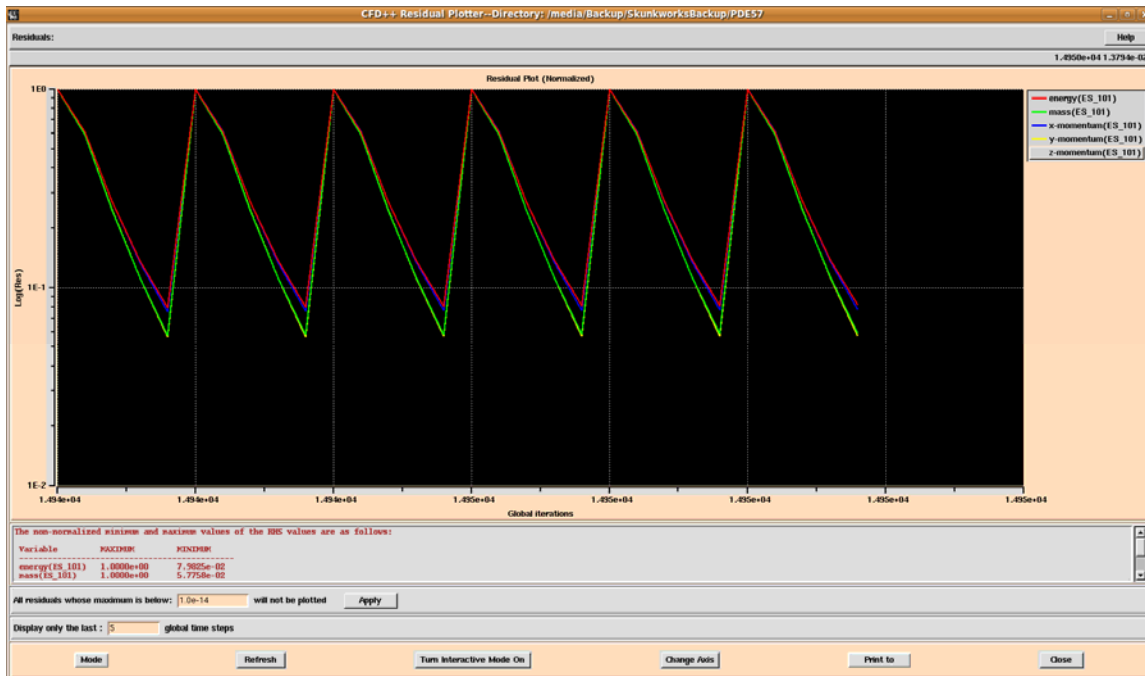 CFD++ Residual Plotter--Directory: /media/Backup/SkunkworksBackup/PDE57
Residuals: Help
1.4950e+04 1.3794e-02
Residual Plot (Normalized)
1E0
energy(ES_101)
mass(ES_101)
x-momentum(ES_101)
y-momentum(ES_101)
z-momentum(ES_101)
Log(Res)
1E-1
1E-2
1.494e+04 1.494e+04 1.494e+04 1.495e+04 1.495e+04 1.495e+04 1.495e+04 1.495e+04
Global iterations
The non-normalized minimum and maximum values of the RHS values are as follows:
Variable MAXIMUM MINIMUM
energy(ES_101) 1.0000e+00 7.9825e-02
mass(ES_101) 1.0000e+00 5.7758e-02
All residuals whose maximum is below: 1.0e-14 will not be plotted Apply
Display only the last : 5 global time steps
Mode Refresh Turn Interactive Mode On Change Axis Print to Close